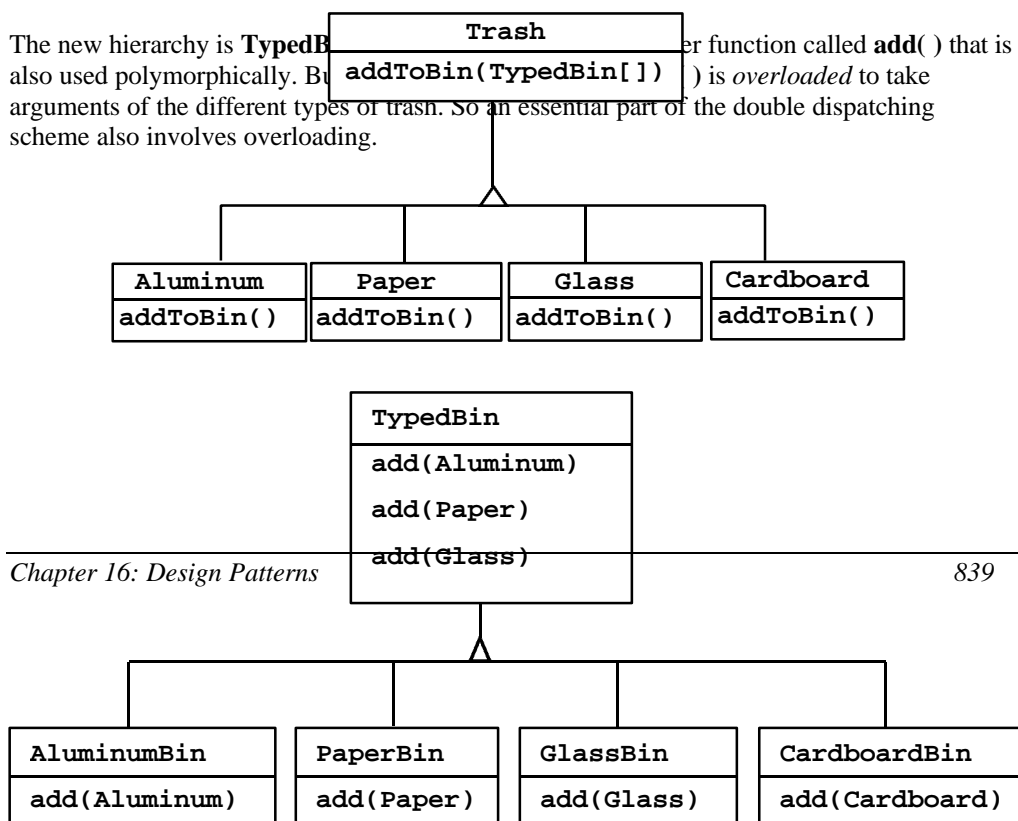 Trash
The new hierarchy is TypedB er function called add( ) that is
addToBin(TypedBin[])
also used polymorphically. Bu ) is overloaded to take
arguments of the different types of trash. So an essential part of the double dispatching
scheme also involves overloading.
Aluminum Paper Glass Cardboard
addToBin() addToBin() addToBin() addToBin()
TypedBin
add(Aluminum)
add(Paper)
add(Glass)
Chapter 16: Design Patterns 839
AluminumBin PaperBin GlassBin CardboardBin
add(Aluminum) add(Paper) add(Glass) add(Cardboard)